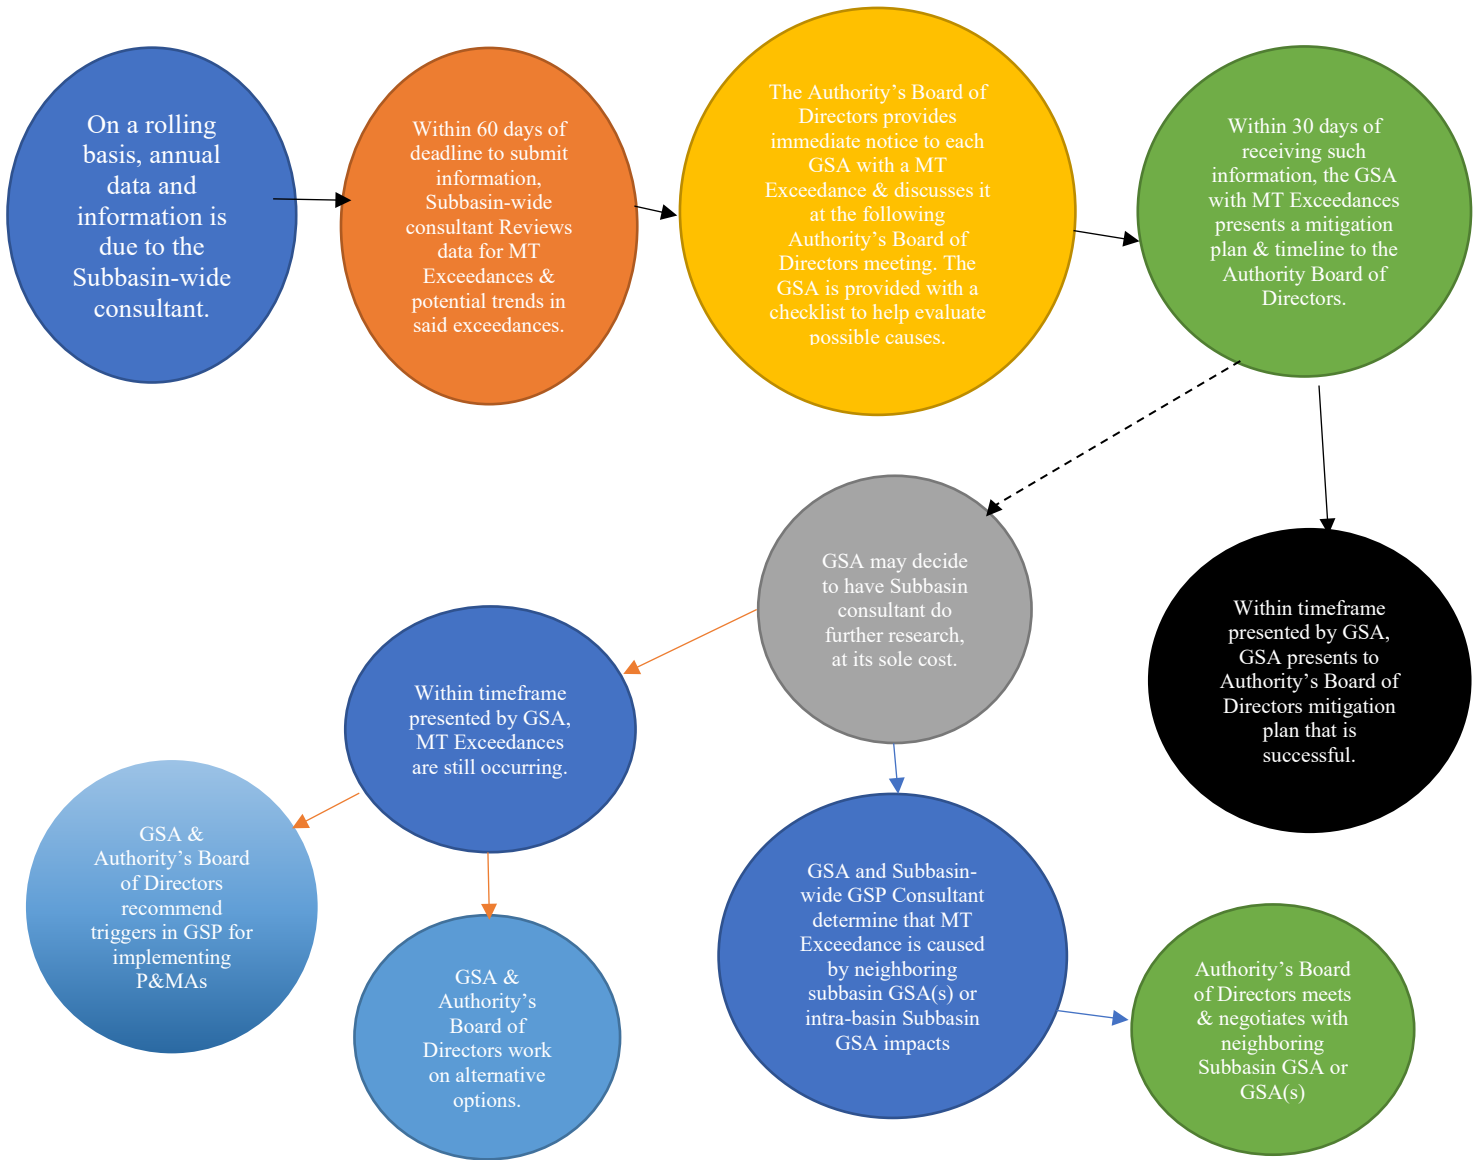 On a rolling
basis, annual
data and
information is
due to the
Subbasin-wide
consultant.
Within 60 days of
deadline to submit
information,
Subbasin-wide
consultant Reviews
data for MT
Exceedances &
potential trends in
said exceedances.
The Authority's Board of
Directors provides
immediate notice to each
GSA with a MT
Exceedance & discusses it
at the following
Authority's Board of
Directors meeting. The
GSA is provided with a
checklist to help evaluate
possible causes.
Within 30 days of
receiving such
information, the GSA
with MT Exceedances
presents a mitigation
plan & timeline to the
Authority Board of
Directors.
GSA may decide
to have Subbasin
consultant do
further research,
at its sole cost.
Within timeframe
presented by GSA,
GSA presents to
Authority's Board of
Directors mitigation
plan that is
successful.
Within timeframe
presented by GSA,
MT Exceedances
are still occurring.
GSA &
Authority's Board
of Directors
recommend
triggers in GSP for
implementing
P&MAs
GSA &
Authority's
Board of
Directors work
on alternative
options.
GSA and Subbasin-
wide GSP Consultant
determine that MT
Exceedance is caused
by neighboring
subbasin GSA(s) or
intra-basin Subbasin
GSA impacts
Authority's Board
of Directors meets
& negotiates with
neighboring
Subbasin GSA or
GSA(s)